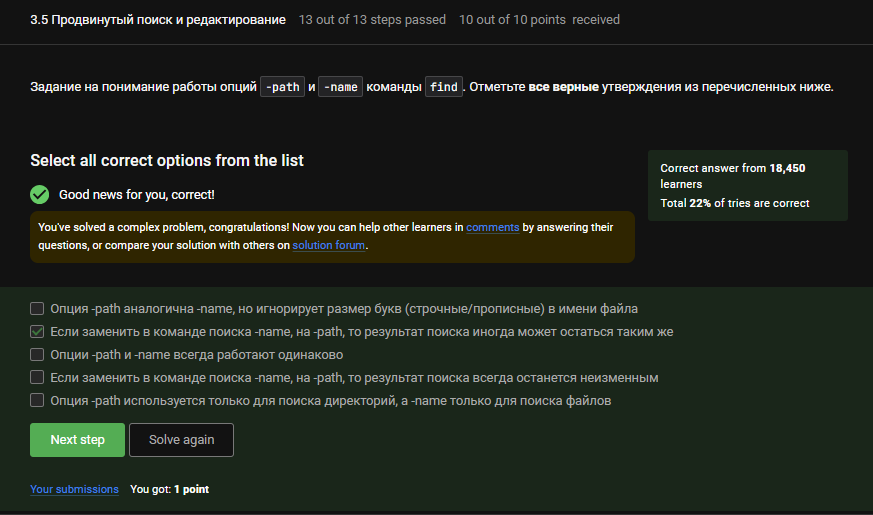 3.5 Продвинутый поиск и редактирование 13 out of 13 steps passed 10 out of 10 points received
Задание на понимание работы опций -path и -name команды find. Отметьте все верные утверждения из перечисленных ниже.
Select all correct options from the list
Good news for you, correct!
Correct answer from 18,450
learners
Total 22% of tries are correct
You've solved a complex problem, congratulations! Now you can help other learners in comments by answering their
questions, or compare your solution with others on solution forum.
Опция -path аналогична -name, но игнорирует размер букв (строчные/прописные) в имени файла
Если заменить в команде поиска -name, на -path, то результат поиска иногда может остаться таким же
Опции -path и -name всегда работают одинаково
Если заменить в команде поиска -name, на -path, то результат поиска всегда останется неизменным
Опция -path используется только для поиска директорий, а -name только для поиска файлов
Next step Solve again
Your submissions You got: 1 point